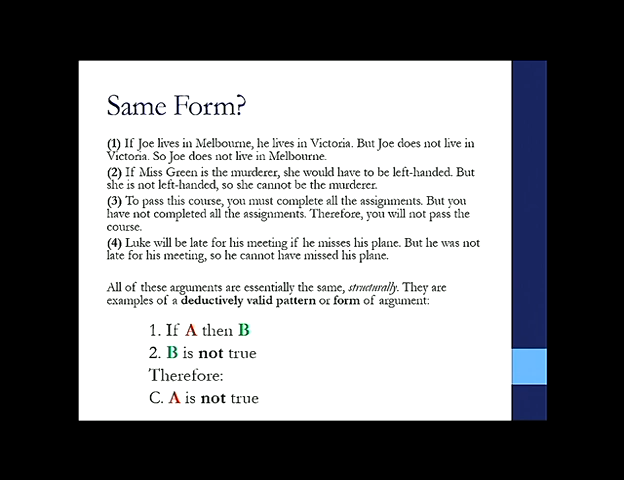 Same Form?
(1) If Joe lives in Melbourne, he lives in Victoria. But Joe does not live in
Victoria. So Joe does not live in Melbourne.
(2) If Miss Green is the murderer, she would have to be left-handed. But
she is not left-handed, so she cannot be the murderer.
(3) To pass this course, you must complete all the assignments. But you
have not completed all the assignments. Therefore, you will not pass the
course.
(4) Luke will be late for his meeting if he misses his plane. But he was not
late for his meeting, so he cannot have missed his plane.
All of these arguments are essentially the same, structurally. They are
examples of a deductively valid pattern or form of argument:
1. If A then B
2. B is not true
Therefore:
C. A is not true